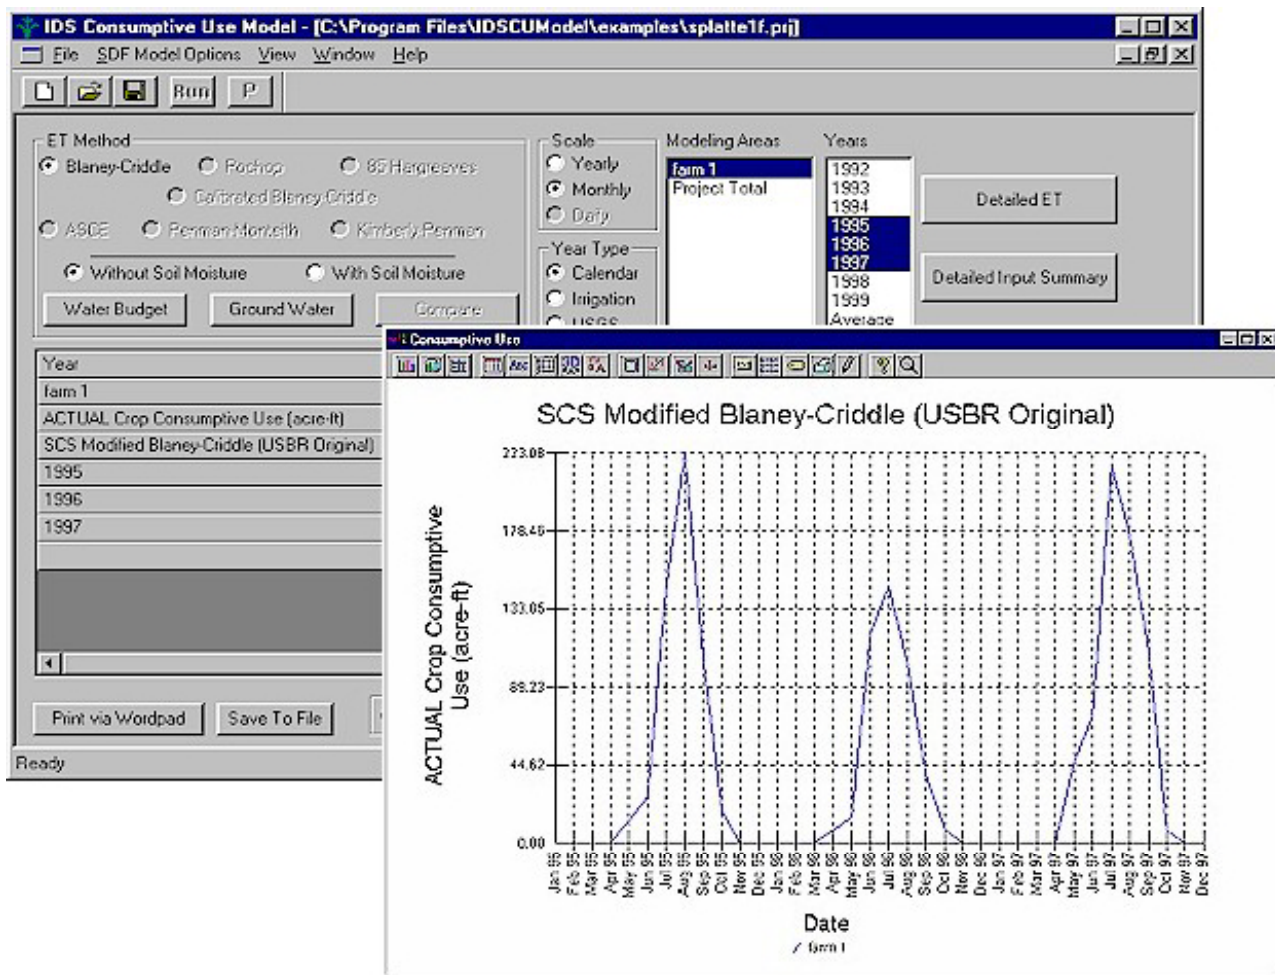 IDS Consumptive Use Model - [C:\Program Files\IDSCUModel\examples\splatte1f.prj]
File SDF Model Options View Window Help
Run P
ET Method
Blaney-Criddle Pochop 85 Hargreaves
Calibrated Blaney-Criddle
ASCE Penman-Monteith Kimberly-Penman
Without Soil Moisture With Soil Moisture
Water Budget Ground Water Compare
Scale
Yearly
Monthly
Daily
Year Type
Calendar
Irrigation
USGS
Modeling Areas
farm 1
Project Total
Years
1992
1993
1994
1995
1996
1997
1998
1999
Average
Detailed ET
Detailed Input Summary
Year
farm 1
ACTUAL Crop Consumptive Use (acre-ft)
SCS Modified Blaney-Criddle (USBR Original)
1995
1996
1997
Print via Wordpad Save To File
Ready
Consumptive Use
Abc
SCS Modified Blaney-Criddle (USBR Original)
ACTUAL Crop Consumptive
Use (acre-ft)
223.08
178.46
133.85
89.23
44.62
0.00
Jan 95
Feb 95
Mar 95
Apr 95
May 95
Jun 95
Jul 95
Aug 95
Sep 95
Oct 95
Nov 95
Dec 95
Jan 96
Feb 96
Mar 96
Apr 96
May 96
Jun 96
Jul 96
Aug 96
Sep 96
Oct 96
Nov 96
Dec 96
Jan 97
Feb 97
Mar 97
Apr 97
May 97
Jun 97
Jul 97
Aug 97
Sep 97
Oct 97
Nov 97
Dec 97
Date
farm 1